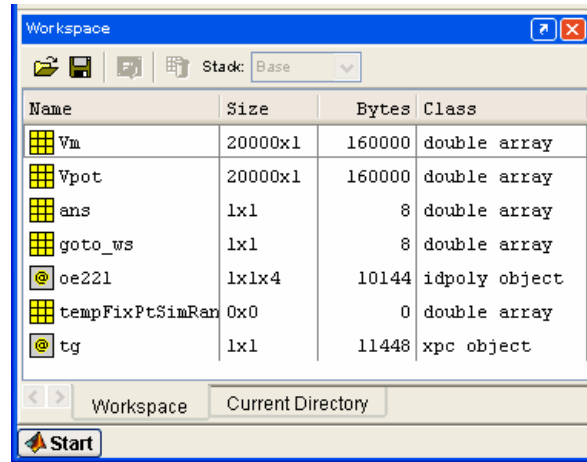 Workspace
Stack: Base
Name Size Bytes Class
Vm 20000x1 160000 double array
Vpot 20000x1 160000 double array
ans 1x1 8 double array
goto_ws 1x1 8 double array
oe221 1x1x4 10144 idpoly object
tempFixPtSimRan 0x0 0 double array
tg 1x1 11448 xpc object
Workspace Current Directory
Start